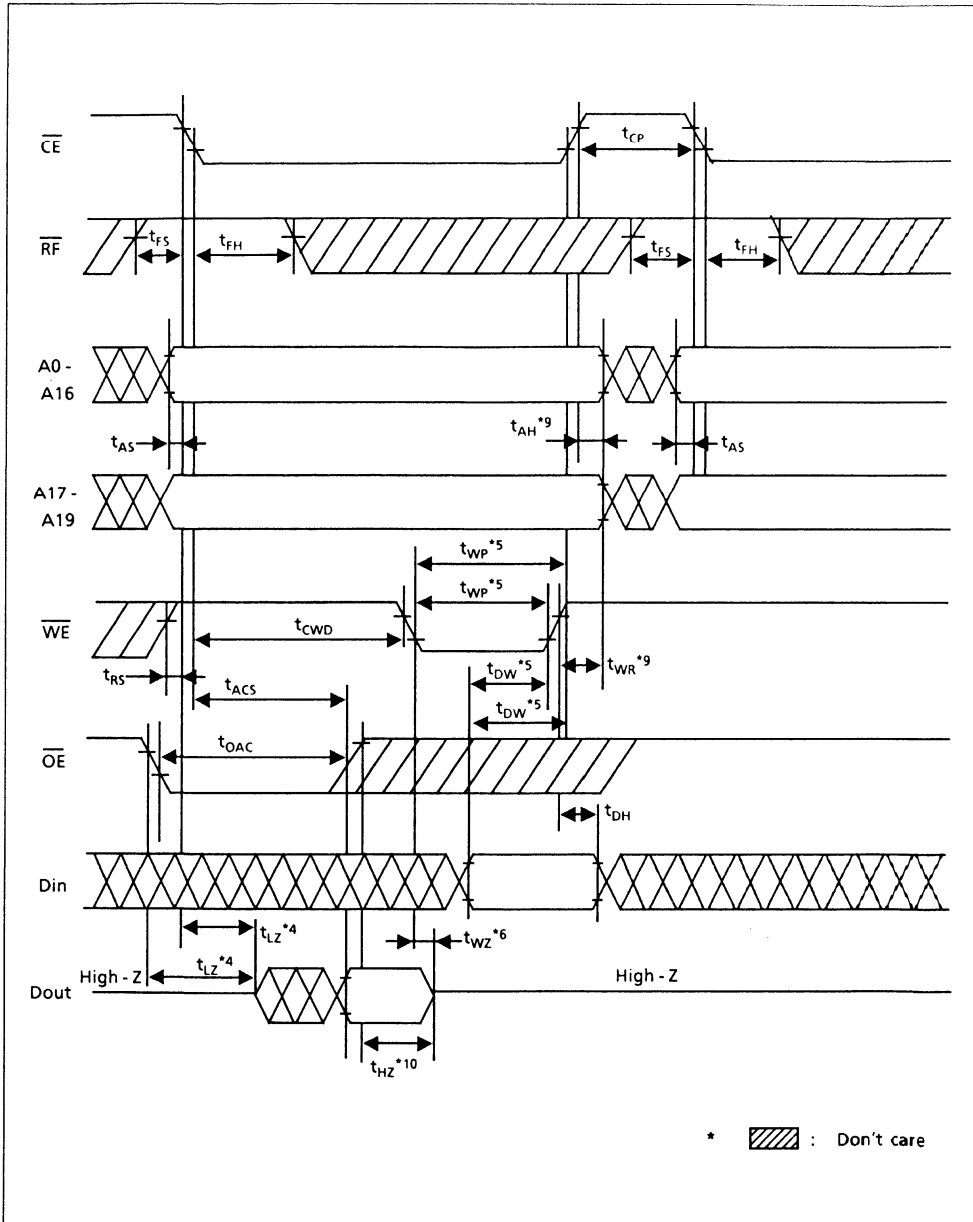 CE
tCP
RF
tFS
tFH
tFS
tFH
A0 -
A16
tAS
tAH*9
tAS
A17 -
A19
tWP*5
tWP*5
WE
tCWD
tWR*9
tRS
tDW*5
tACS
tDW*5
OE
tOAC
tDH
Din
tLZ*4
tWZ*6
High - Z
tLZ*4
High - Z
Dout
tHZ*10
* : Don't care